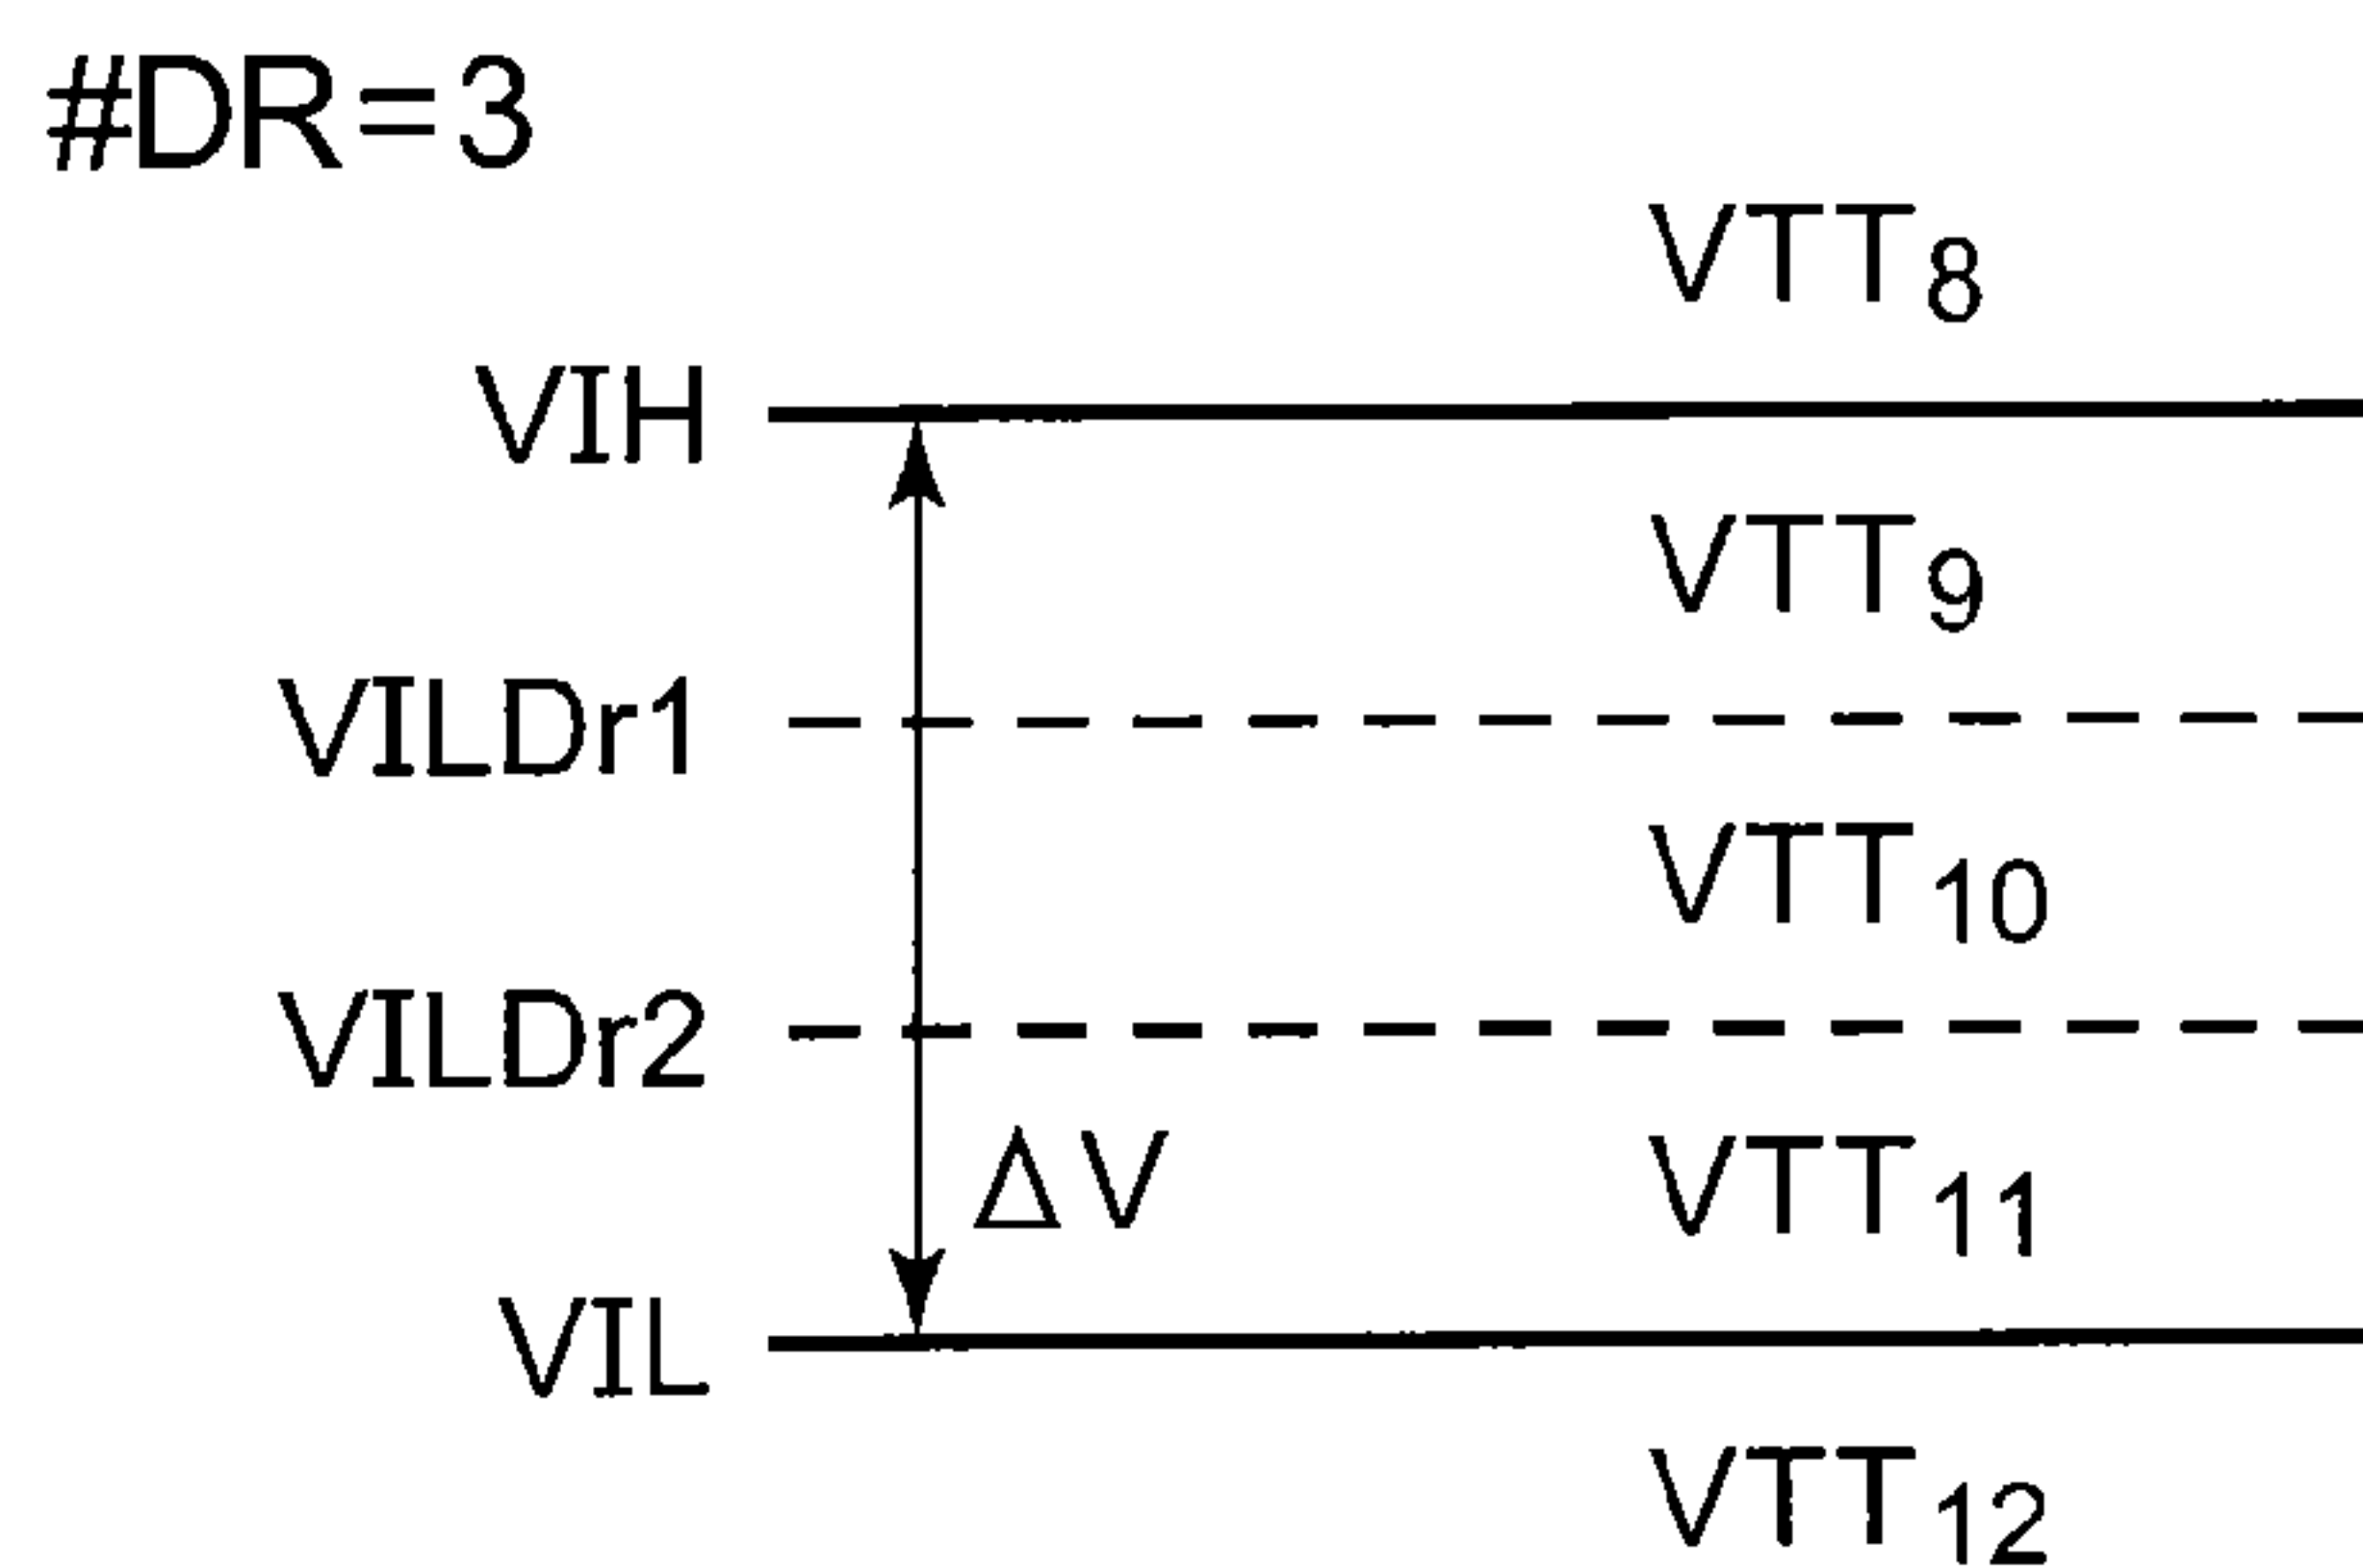 #DR=3
VTT8
VIH
VTT9
VILDr1
VTT10
VILDr2
ΔV
VTT11
VIL
VTT12